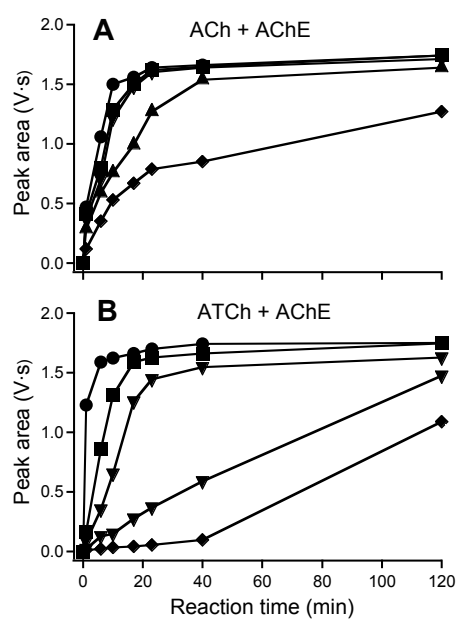 A ACh + AChE
Peak area (V·s)
2.0
1.5
1.0
0.5
0.0
B ATCh + AChE
Peak area (V·s)
2.0
1.5
1.0
0.5
0.0
0 20 40 60 80 100 120
Reaction time (min)